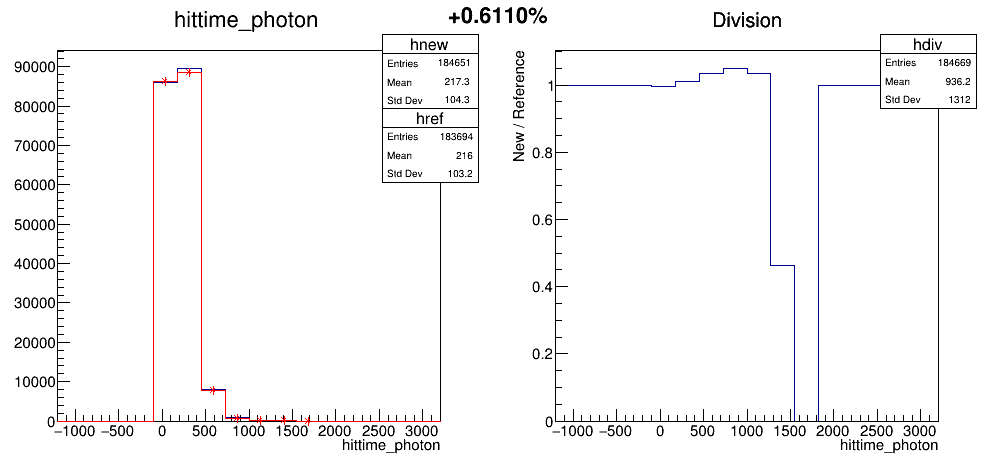 hittime_photon
+0.6110%
Division
hnew
Entries 184651
Mean 217.3
Std Dev 104.3
href
Entries 183694
Mean 216
Std Dev 103.2
90000
80000
70000
60000
50000
40000
30000
20000
10000
0
−1000 −500 0 500 1000 1500 2000 2500 3000
hittime_photon
hdiv
Entries 184669
Mean 936.2
Std Dev 1312
New / Reference
1
0.8
0.6
0.4
0.2
0
−1000 −500 0 500 1000 1500 2000 2500 3000
hittime_photon